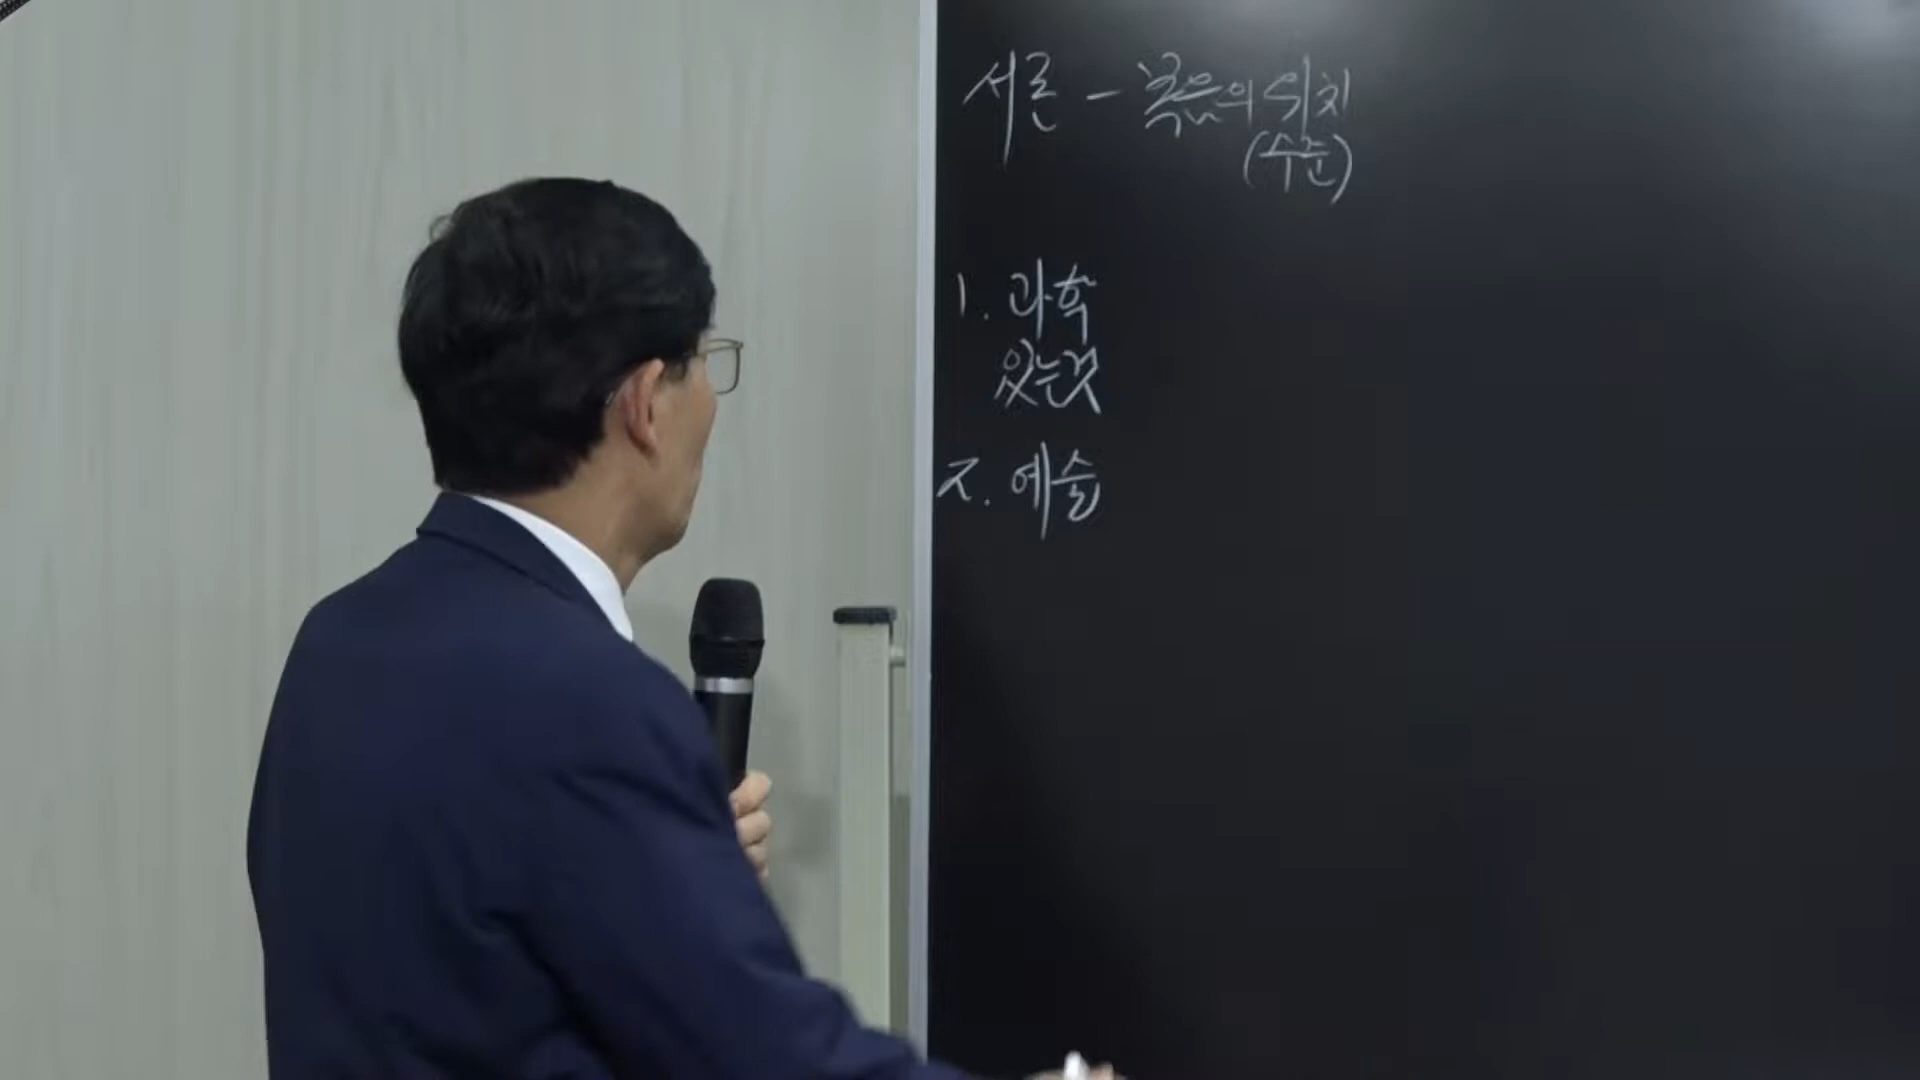 서론 - 복음의 위치
(수준)
1. 과학
있는것
2. 예술